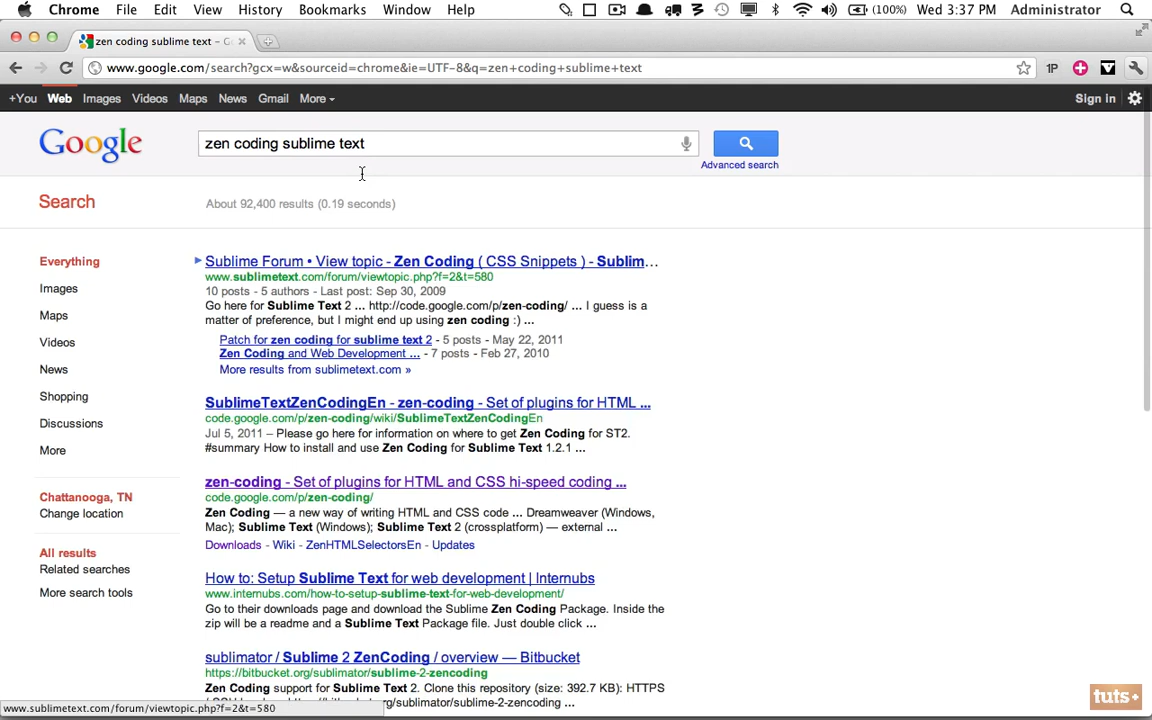 Chrome File Edit View History Bookmarks Window Help (100%) Wed 3:37 PM Administrator
zen coding sublime text – Go
www.google.com/search?gcx=w&sourceid=chrome&ie=UTF-8&q=zen+coding+sublime+text 1P
+You Web Images Videos Maps News Gmail More Sign in
Google zen coding sublime text
Advanced search
Search About 92,400 results (0.19 seconds)
Everything
Images
Maps
Videos
News
Shopping
Discussions
More
Chattanooga, TN
Change location
All results
Related searches
More search tools
Sublime Forum • View topic - Zen Coding ( CSS Snippets ) - Sublim...
www.sublimetext.com/forum/viewtopic.php?f=2&t=580
10 posts - 5 authors - Last post: Sep 30, 2009
Go here for Sublime Text 2 ... http://code.google.com/p/zen-coding/ ... I guess is a
matter of preference, but I might end up using zen coding :) ...
Patch for zen coding for sublime text 2 - 5 posts - May 22, 2011
Zen Coding and Web Development ... - 7 posts - Feb 27, 2010
More results from sublimetext.com »
SublimeTextZenCodingEn - zen-coding - Set of plugins for HTML ...
code.google.com/p/zen-coding/wiki/SublimeTextZenCodingEn
Jul 5, 2011 – Please go here for information on where to get Zen Coding for ST2.
#summary How to install and use Zen Coding for Sublime Text 1.2.1 ...
zen-coding - Set of plugins for HTML and CSS hi-speed coding ...
code.google.com/p/zen-coding/
Zen Coding — a new way of writing HTML and CSS code ... Dreamweaver (Windows,
Mac); Sublime Text (Windows); Sublime Text 2 (crossplatform) — external ...
Downloads - Wiki - ZenHTMLSelectorsEn - Updates
How to: Setup Sublime Text for web development | Internubs
www.internubs.com/how-to-setup-sublime-text-for-web-development/
Go to their downloads page and download the Sublime Zen Coding Package. Inside the
zip will be a readme and a Sublime Text Package file. Just double click ...
sublimator / Sublime 2 ZenCoding / overview — Bitbucket
https://bitbucket.org/sublimator/sublime-2-zencoding
Zen Coding support for Sublime Text 2. Clone this repository (size: 392.7 KB): HTTPS
/ SSH hg clone https://bitbucket.org/sublimator/sublime-2-zencoding ...
www.sublimetext.com/forum/viewtopic.php?f=2&t=580
tuts+